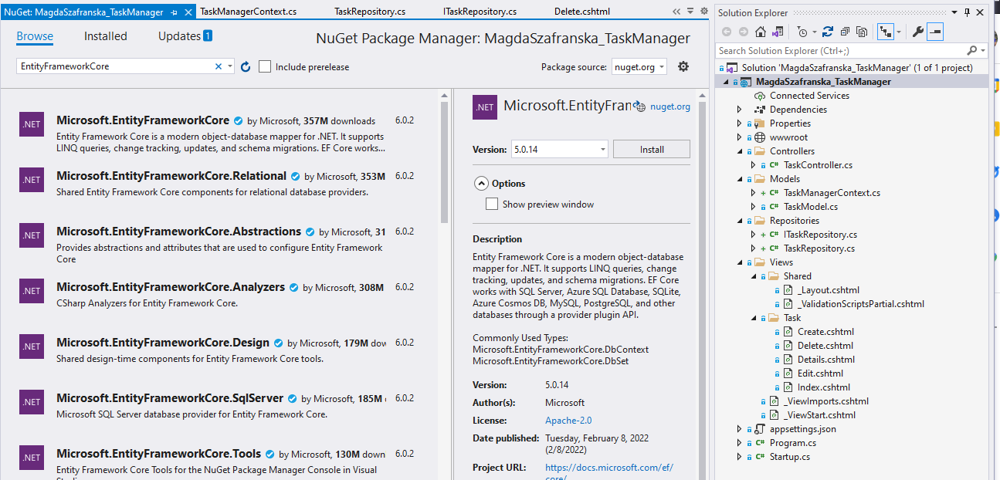 NuGet: MagdaSzafranska_TaskManager
TaskManagerContext.cs
TaskRepository.cs
ITaskRepository.cs
Delete.cshtml
Browse
Installed
Updates 1
NuGet Package Manager: MagdaSzafranska_TaskManager
EntityFrameworkCore
Include prerelease
Package source:
nuget.org
.NET
Microsoft.EntityFrameworkCore by Microsoft, 357M downloads
6.0.2
Entity Framework Core is a modern object-database mapper for .NET. It supports
LINQ queries, change tracking, updates, and schema migrations. EF Core works...
.NET
Microsoft.EntityFrameworkCore.Relational by Microsoft, 353M
6.0.2
Shared Entity Framework Core components for relational database providers.
.NET
Microsoft.EntityFrameworkCore.Abstractions by Microsoft, 31
6.0.2
Provides abstractions and attributes that are used to configure Entity Framework
Core
.NET
Microsoft.EntityFrameworkCore.Analyzers by Microsoft, 308M
6.0.2
CSharp Analyzers for Entity Framework Core.
.NET
Microsoft.EntityFrameworkCore.Design by Microsoft, 179M dow
6.0.2
Shared design-time components for Entity Framework Core tools.
.NET
Microsoft.EntityFrameworkCore.SqlServer by Microsoft, 185M
6.0.2
Microsoft SQL Server database provider for Entity Framework Core.
.NET
Microsoft.EntityFrameworkCore.Tools by Microsoft, 130M down
6.0.2
Entity Framework Core Tools for the NuGet Package Manager Console in Visual
.NET
Microsoft.EntityFran
nuget.org
Version:
5.0.14
Install
Options
Show preview window
Description
Entity Framework Core is a modern object-database
mapper for .NET. It supports LINQ queries, change
tracking, updates, and schema migrations. EF Core
works with SQL Server, Azure SQL Database, SQLite,
Azure Cosmos DB, MySQL, PostgreSQL, and other
databases through a provider plugin API.
Commonly Used Types:
Microsoft.EntityFrameworkCore.DbContext
Microsoft.EntityFrameworkCore.DbSet
Version: 5.0.14
Author(s): Microsoft
License: Apache-2.0
Date published: Tuesday, February 8, 2022
(2/8/2022)
Project URL: https://docs.microsoft.com/ef/
core/
Solution Explorer
Search Solution Explorer (Ctrl+;)
Solution 'MagdaSzafranska_TaskManager' (1 of 1 project)
MagdaSzafranska_TaskManager
Connected Services
Dependencies
Properties
wwwroot
Controllers
C# TaskController.cs
Models
+ C# TaskManagerContext.cs
C# TaskModel.cs
Repositories
+ C# ITaskRepository.cs
+ C# TaskRepository.cs
Views
Shared
_Layout.cshtml
_ValidationScriptsPartial.cshtml
Task
Create.cshtml
Delete.cshtml
Details.cshtml
Edit.cshtml
Index.cshtml
_ViewImports.cshtml
_ViewStart.cshtml
appsettings.json
C# Program.cs
C# Startup.cs